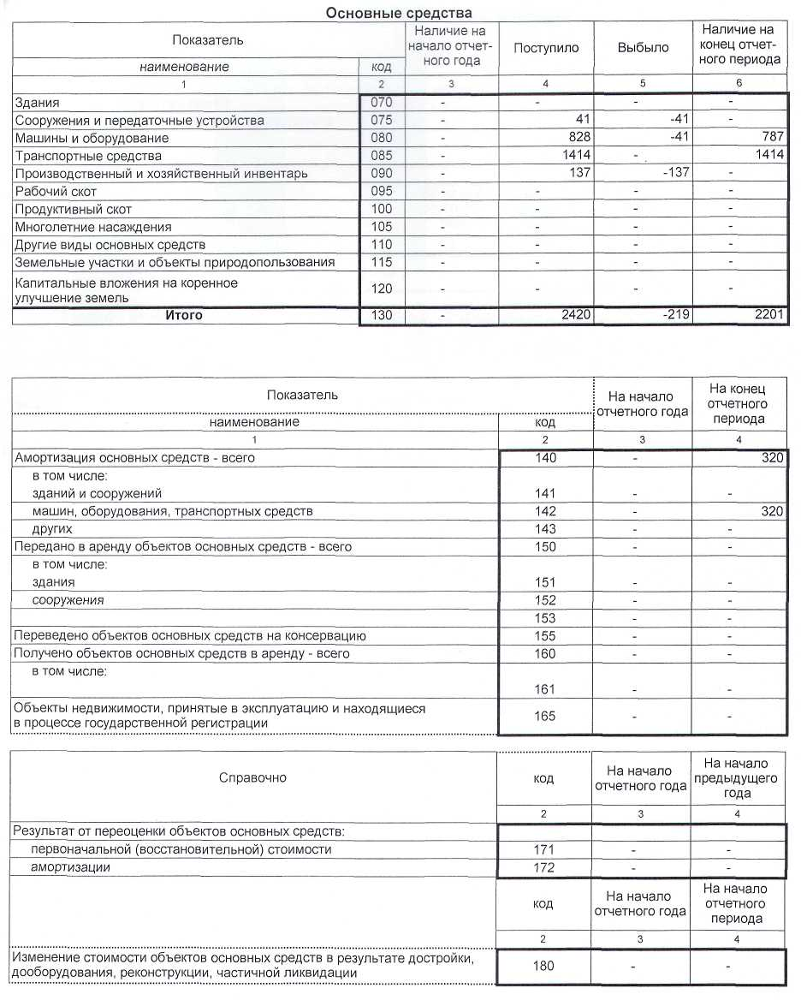 Основные средства
Показатель Наличие на начало отчет-ного года Поступило Выбыло Наличие на конец отчет-ного периода
наименование код
1 2 3 4 5 6
Здания 070 - - - -
Сооружения и передаточные устройства 075 - 41 -41 -
Машины и оборудование 080 - 828 -41 787
Транспортные средства 085 - 1414 - 1414
Производственный и хозяйственный инвентарь 090 - 137 -137 -
Рабочий скот 095 - - - -
Продуктивный скот 100 - - - -
Многолетние насаждения 105 - - - -
Другие виды основных средств 110 - - - -
Земельные участки и объекты природопользования 115 - - - -
Капитальные вложения на коренное
улучшение земель 120 - - - -
Итого 130 - 2420 -219 2201
Показатель На начало отчетного года На конец отчетного периода
наименование код
1 2 3 4
Амортизация основных средств - всего 140 - 320
в том числе:
зданий и сооружений 141 - -
машин, оборудования, транспортных средств 142 - 320
других 143 - -
Передано в аренду объектов основных средств - всего 150 - -
в том числе:
здания 151 - -
сооружения 152 - -
153 - -
Переведено объектов основных средств на консервацию 155 - -
Получено объектов основных средств в аренду - всего 160 - -
в том числе:
161 - -
Объекты недвижимости, принятые в эксплуатацию и находящиеся
в процессе государственной регистрации 165 - -
Справочно код На начало отчетного года На начало предыдущего года
2 3 4
Результат от переоценки объектов основных средств:
первоначальной (восстановительной) стоимости 171 - -
амортизации 172 - -
код На начало отчетного года На начало отчетного периода
2 3 4
Изменение стоимости объектов основных средств в результате достройки,
дооборудования, реконструкции, частичной ликвидации 180 - -